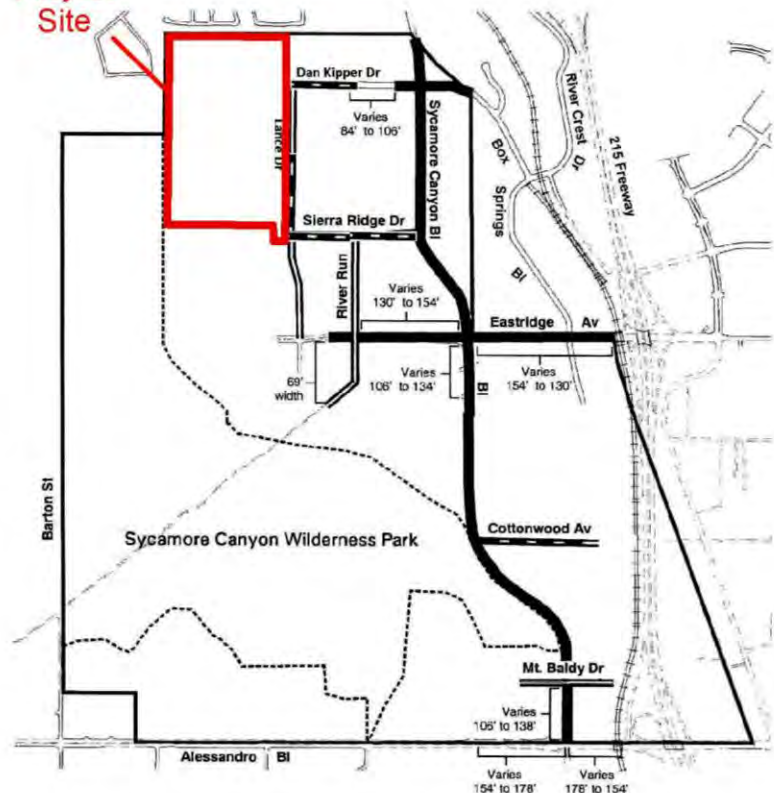 Site
Dan Kipper Dr
Varies
84' to 106'
Lance Dr
Sycamore Canyon Bl
Box Springs Bl
River Crest Dr
215 Freeway
Sierra Ridge Dr
River Run
Varies
130' to 154'
Eastridge Av
69'
width
Varies
106' to 134'
Bl
Varies
154' to 130'
Barton St
Sycamore Canyon Wilderness Park
Cottonwood Av
Mt. Baldy Dr
Varies
106' to 138'
Alessandro Bl
Varies
154' to 178'
Varies
178' to 154'